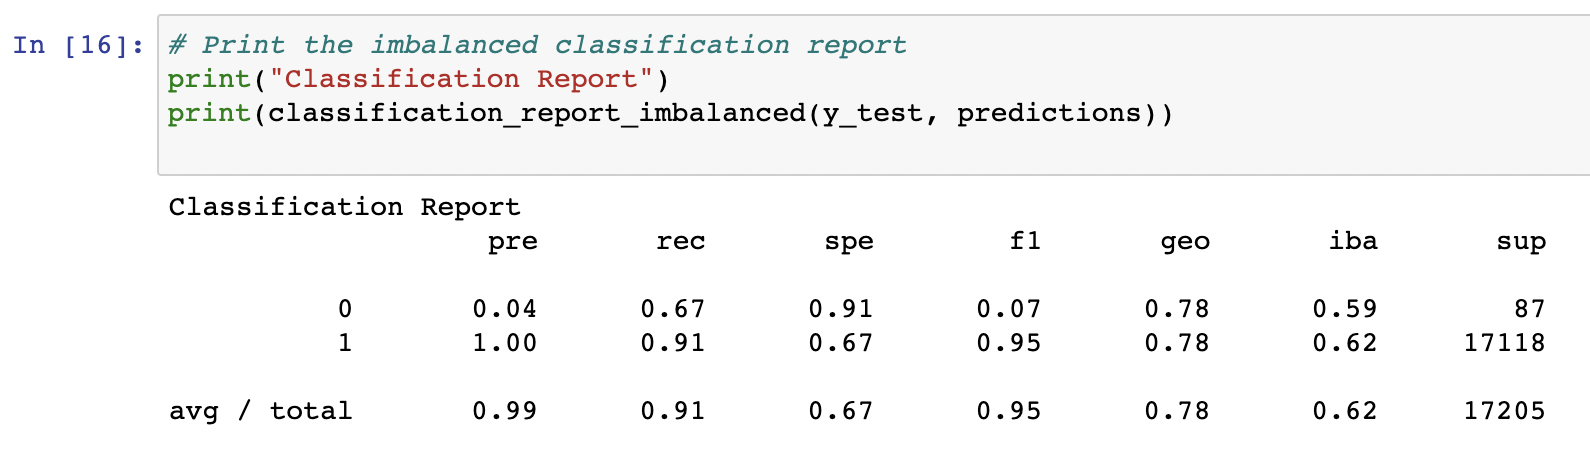 In [16]: # Print the imbalanced classification report
print("Classification Report")
print(classification_report_imbalanced(y_test, predictions))
Classification Report
pre rec spe f1 geo iba sup
0 0.04 0.67 0.91 0.07 0.78 0.59 87
1 1.00 0.91 0.67 0.95 0.78 0.62 17118
avg / total 0.99 0.91 0.67 0.95 0.78 0.62 17205